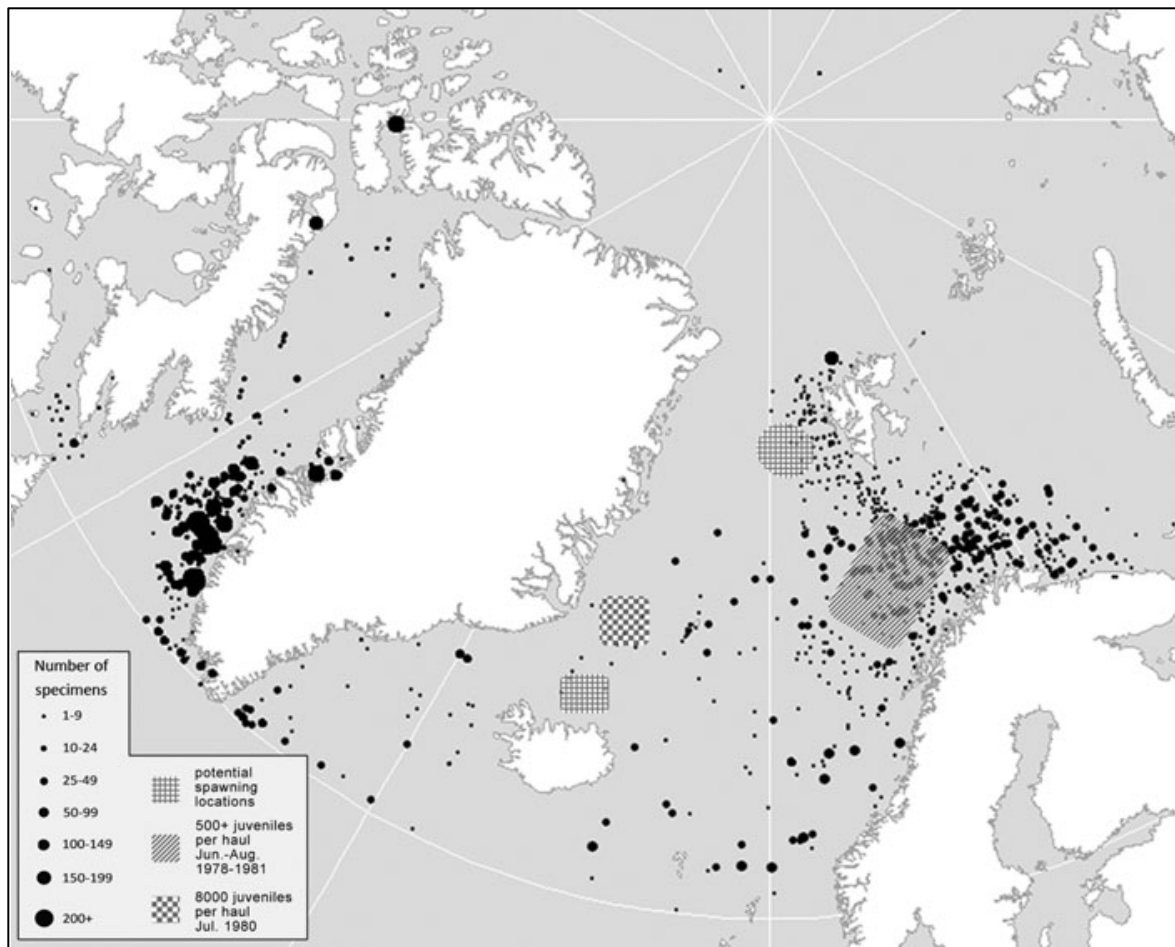 Number of
specimens
1-9
10-24
25-49
50-99
100-149
150-199
200+
potential
spawning
locations
500+ juveniles
per haul
Jun.-Aug.
1978-1981
8000 juveniles
per haul
Jul. 1980